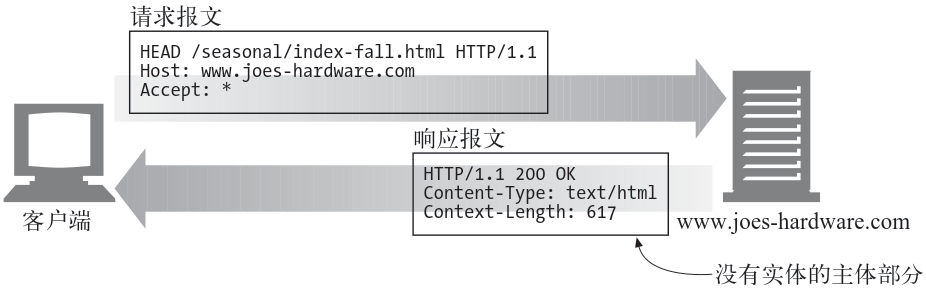 请求报文
HEAD /seasonal/index-fall.html HTTP/1.1
Host: www.joes-hardware.com
Accept: *
响应报文
HTTP/1.1 200 OK
Content-Type: text/html
Context-Length: 617
客户端
www.joes-hardware.com
没有实体的主体部分